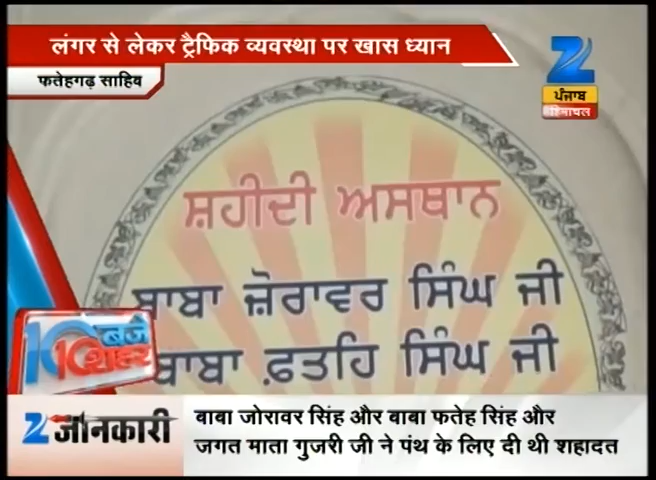 लंगर से लेकर ट्रैफिक व्यवस्था पर खास ध्यान
फतेहगढ़ साहिब
ਪੰਜਾਬ
हिमाचल
ਸ਼ਹੀਦੀ ਅਸਥਾਨ
ਬਾਬਾ ਜ਼ੋਰਾਵਰ ਸਿੰਘ ਜੀ
ਬਾਬਾ ਫ਼ਤਹਿ ਸਿੰਘ ਜੀ
10 बजे
10 शहर
जानकारी
बाबा जोरावर सिंह और बाबा फतेह सिंह और
जगत माता गुजरी जी ने पंथ के लिए दी थी शहादत